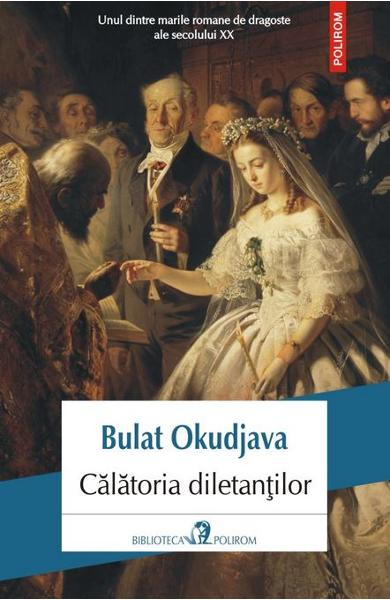 Unul dintre marile romane de dragoste
ale secolului XX
POLIROM
Bulat Okudjava
Călătoria diletanţilor
BIBLIOTECA POLIROM